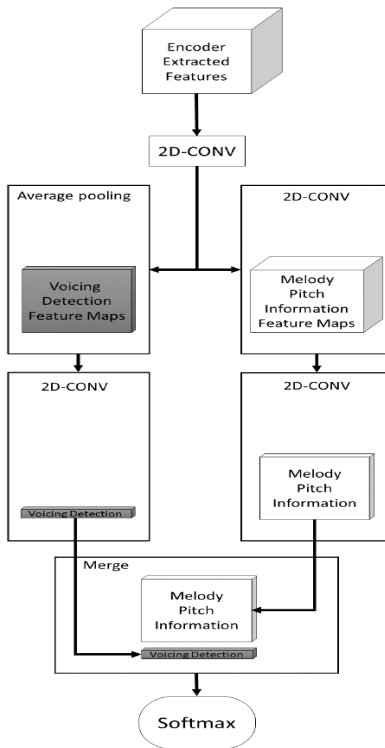 Encoder
Extracted
Features
2D-CONV
Average pooling
Voicing
Detection
Feature Maps
2D-CONV
Melody
Pitch
Information
Feature Maps
2D-CONV
Voicing Detection
2D-CONV
Melody
Pitch
Information
Merge
Melody
Pitch
Information
Voicing Detection
Softmax